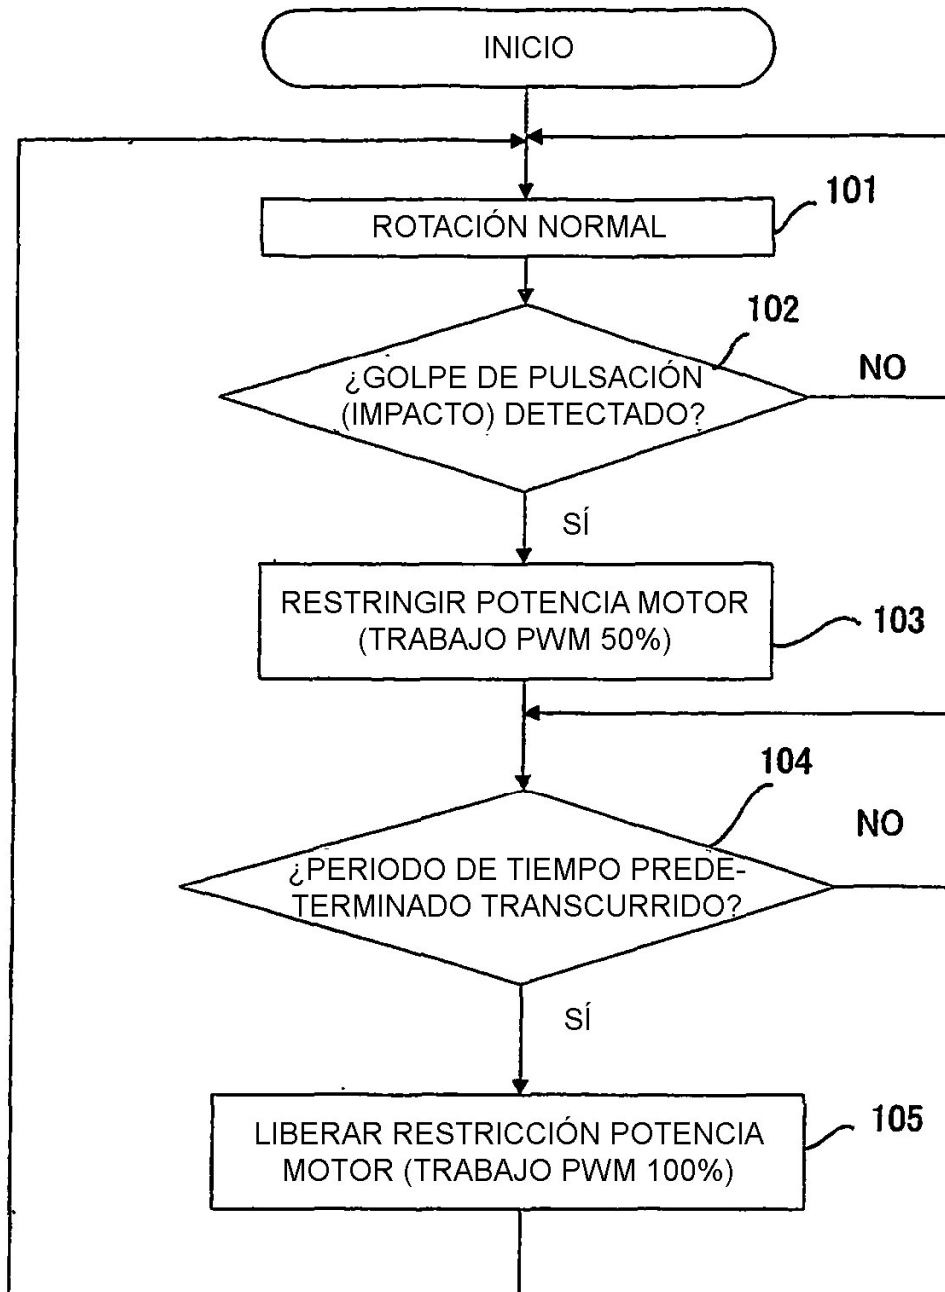 INICIO
101
ROTACIÓN NORMAL
102
¿GOLPE DE PULSACIÓN
(IMPACTO) DETECTADO?
NO
SÍ
RESTRINGIR POTENCIA MOTOR
(TRABAJO PWM 50%)
103
104
NO
¿PERIODO DE TIEMPO PREDE-
TERMINADO TRANSCURRIDO?
SÍ
105
LIBERAR RESTRICCIÓN POTENCIA
MOTOR (TRABAJO PWM 100%)